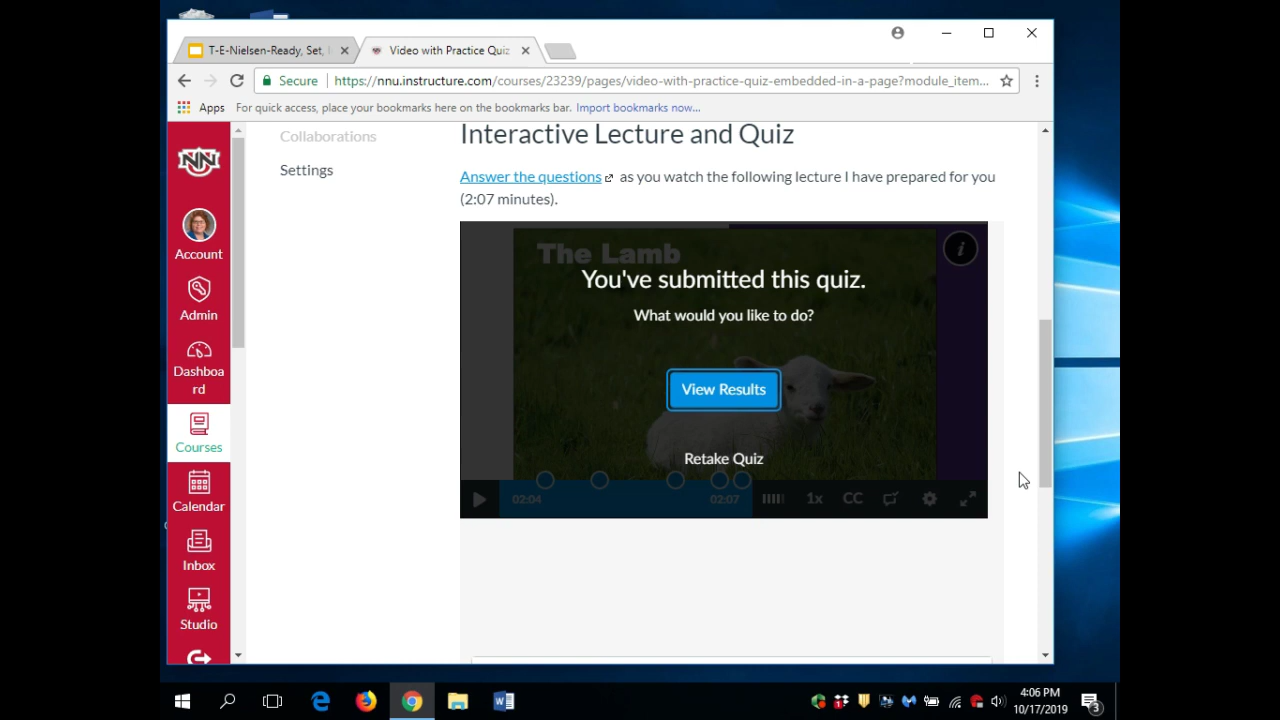 T-E-Nielsen-Ready, Set,
Video with Practice Quiz
Secure
https://nnu.instructure.com/courses/23239/pages/video-with-practice-quiz-embedded-in-a-page?module_item...
Apps For quick access, place your bookmarks here on the bookmarks bar. Import bookmarks now...
NN
Account
Admin
Dashboa
rd
Courses
Calendar
Inbox
Studio
Collaborations
Settings
Interactive Lecture and Quiz
Answer the questions as you watch the following lecture I have prepared for you
(2:07 minutes).
The Lamb
You've submitted this quiz.
What would you like to do?
View Results
Retake Quiz
02:04 02:07 1x CC
4:06 PM
10/17/2019
3